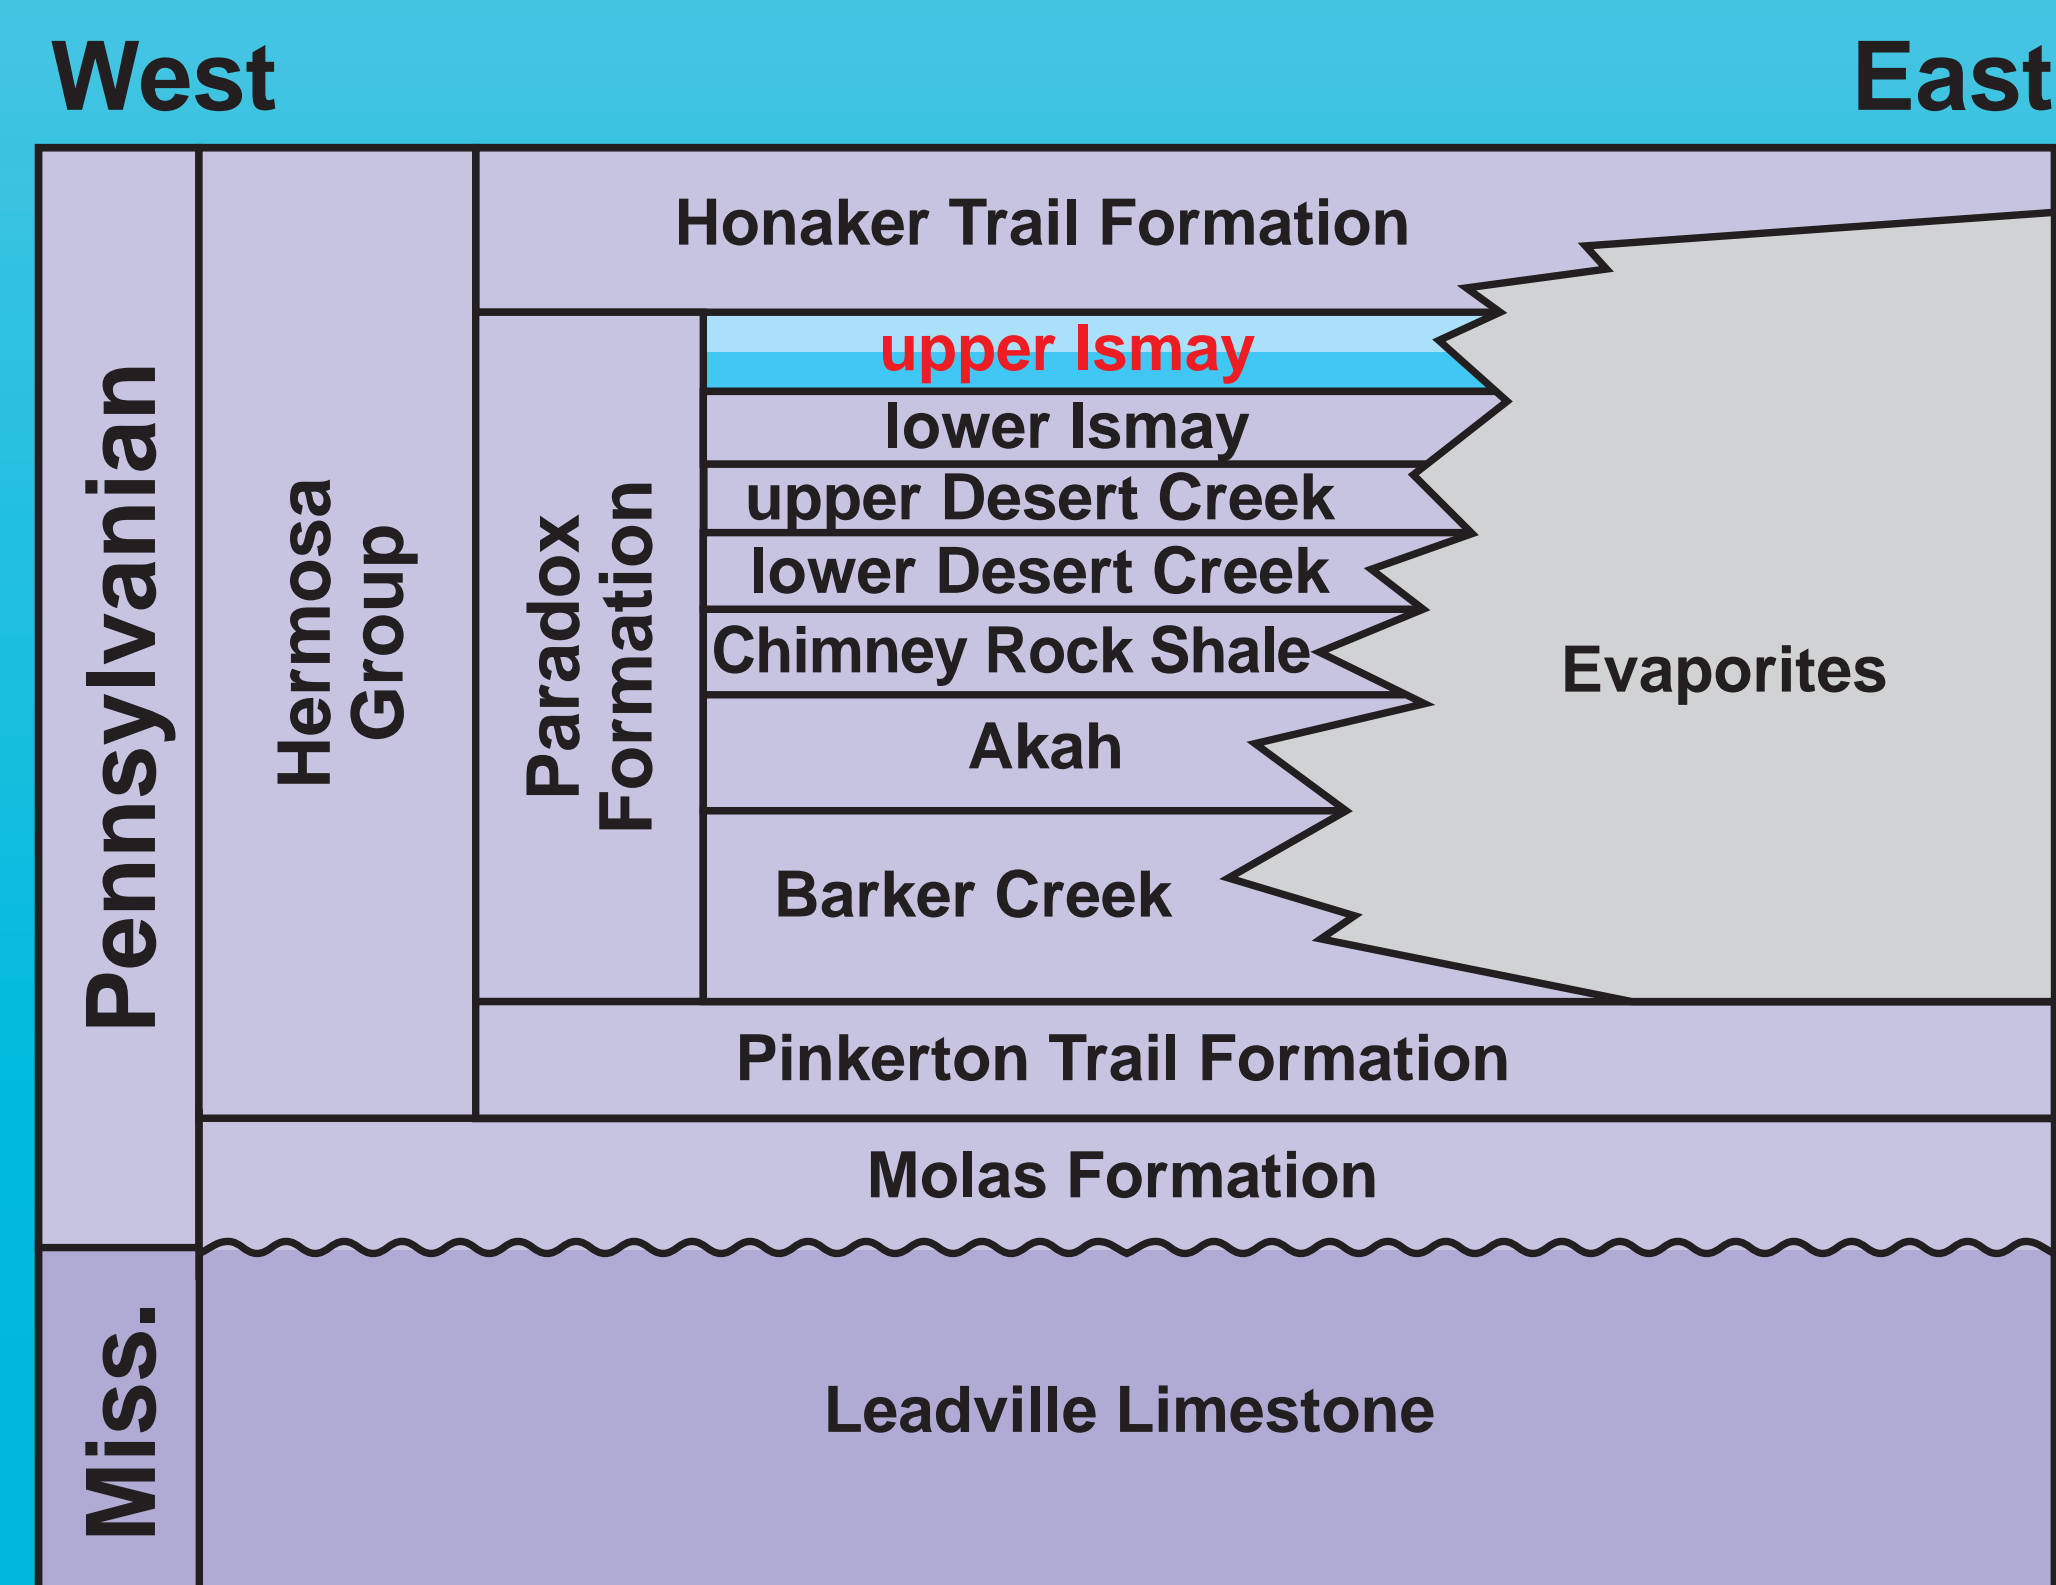 West
East
Pennsylvanian
Hermosa
Group
Honaker Trail Formation
Paradox
Formation
upper Ismay
lower Ismay
upper Desert Creek
lower Desert Creek
Chimney Rock Shale
Akah
Barker Creek
Evaporites
Pinkerton Trail Formation
Molas Formation
Miss.
Leadville Limestone